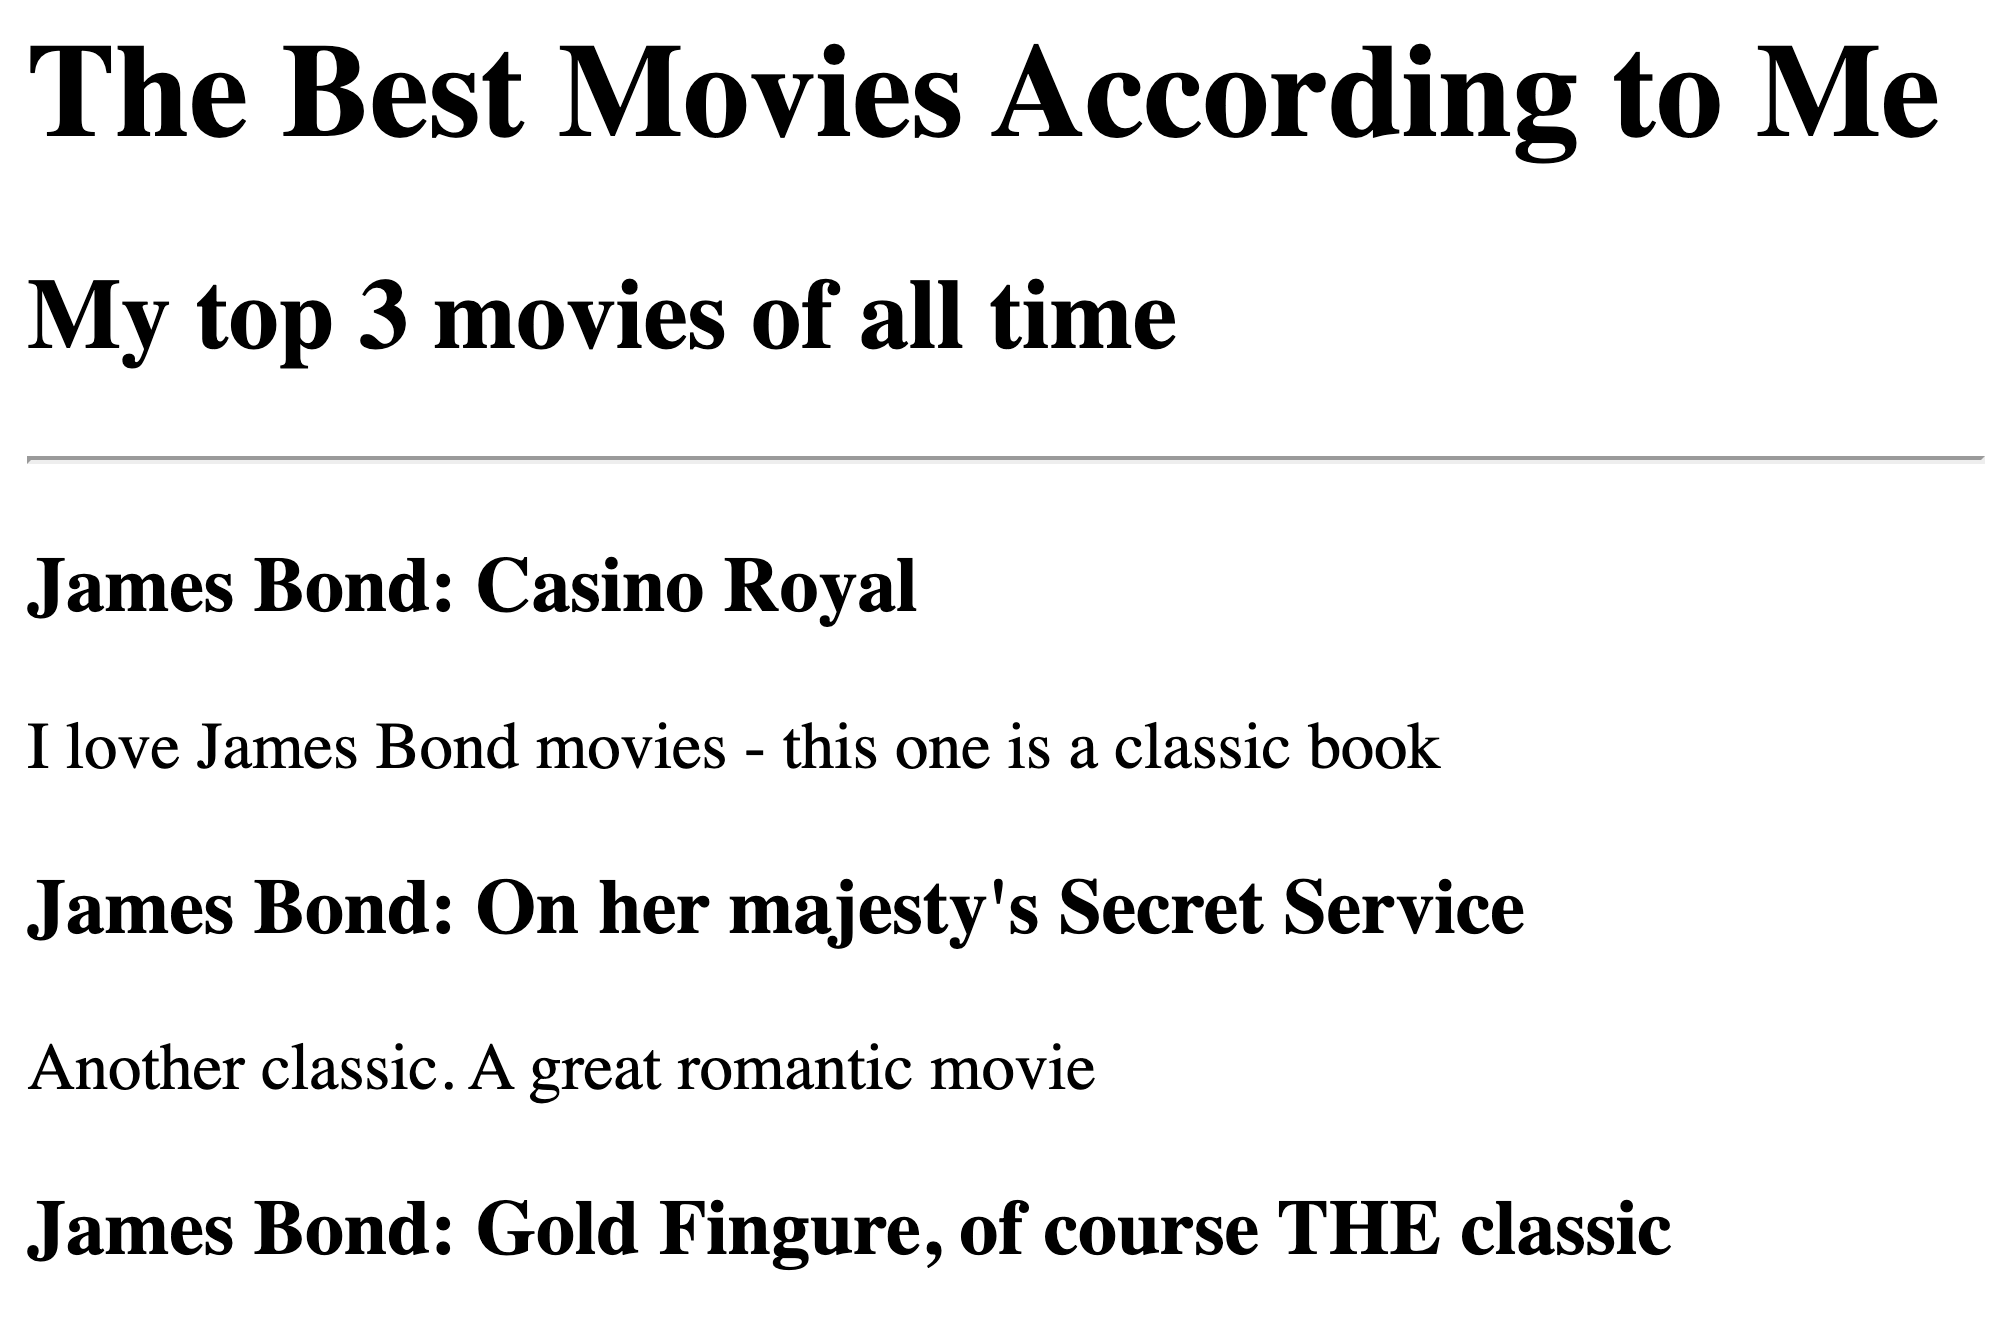 The Best Movies According to Me
My top 3 movies of all time
James Bond: Casino Royal
I love James Bond movies - this one is a classic book
James Bond: On her majesty's Secret Service
Another classic. A great romantic movie
James Bond: Gold Fingure, of course THE classic